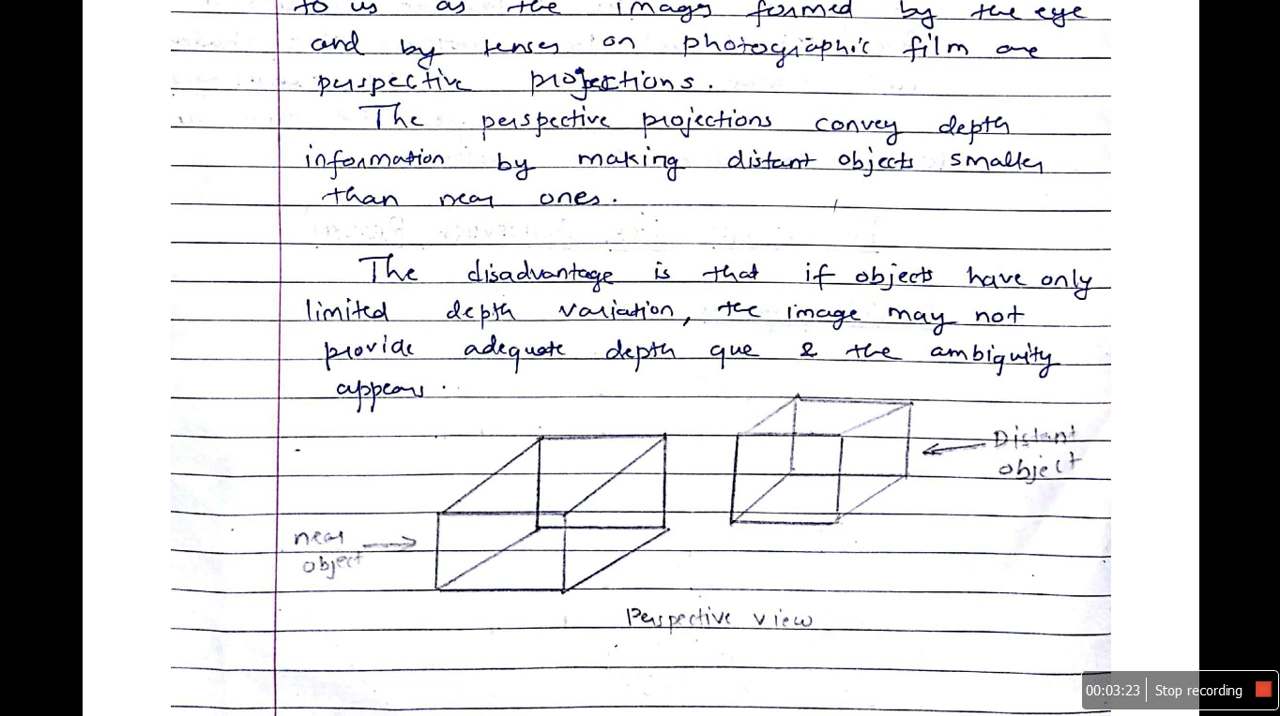 to us as the images formed by the eye
and by lenses on photographic film are
perspective projections.
The perspective projections convey depth
information by making distant objects smaller
than near ones.
The disadvantage is that if objects have only
limited depth variation, the image may not
provide adequate depth que & the ambiguity
appears.
Distant
object
near
object
Perspective view
00:03:23 Stop recording